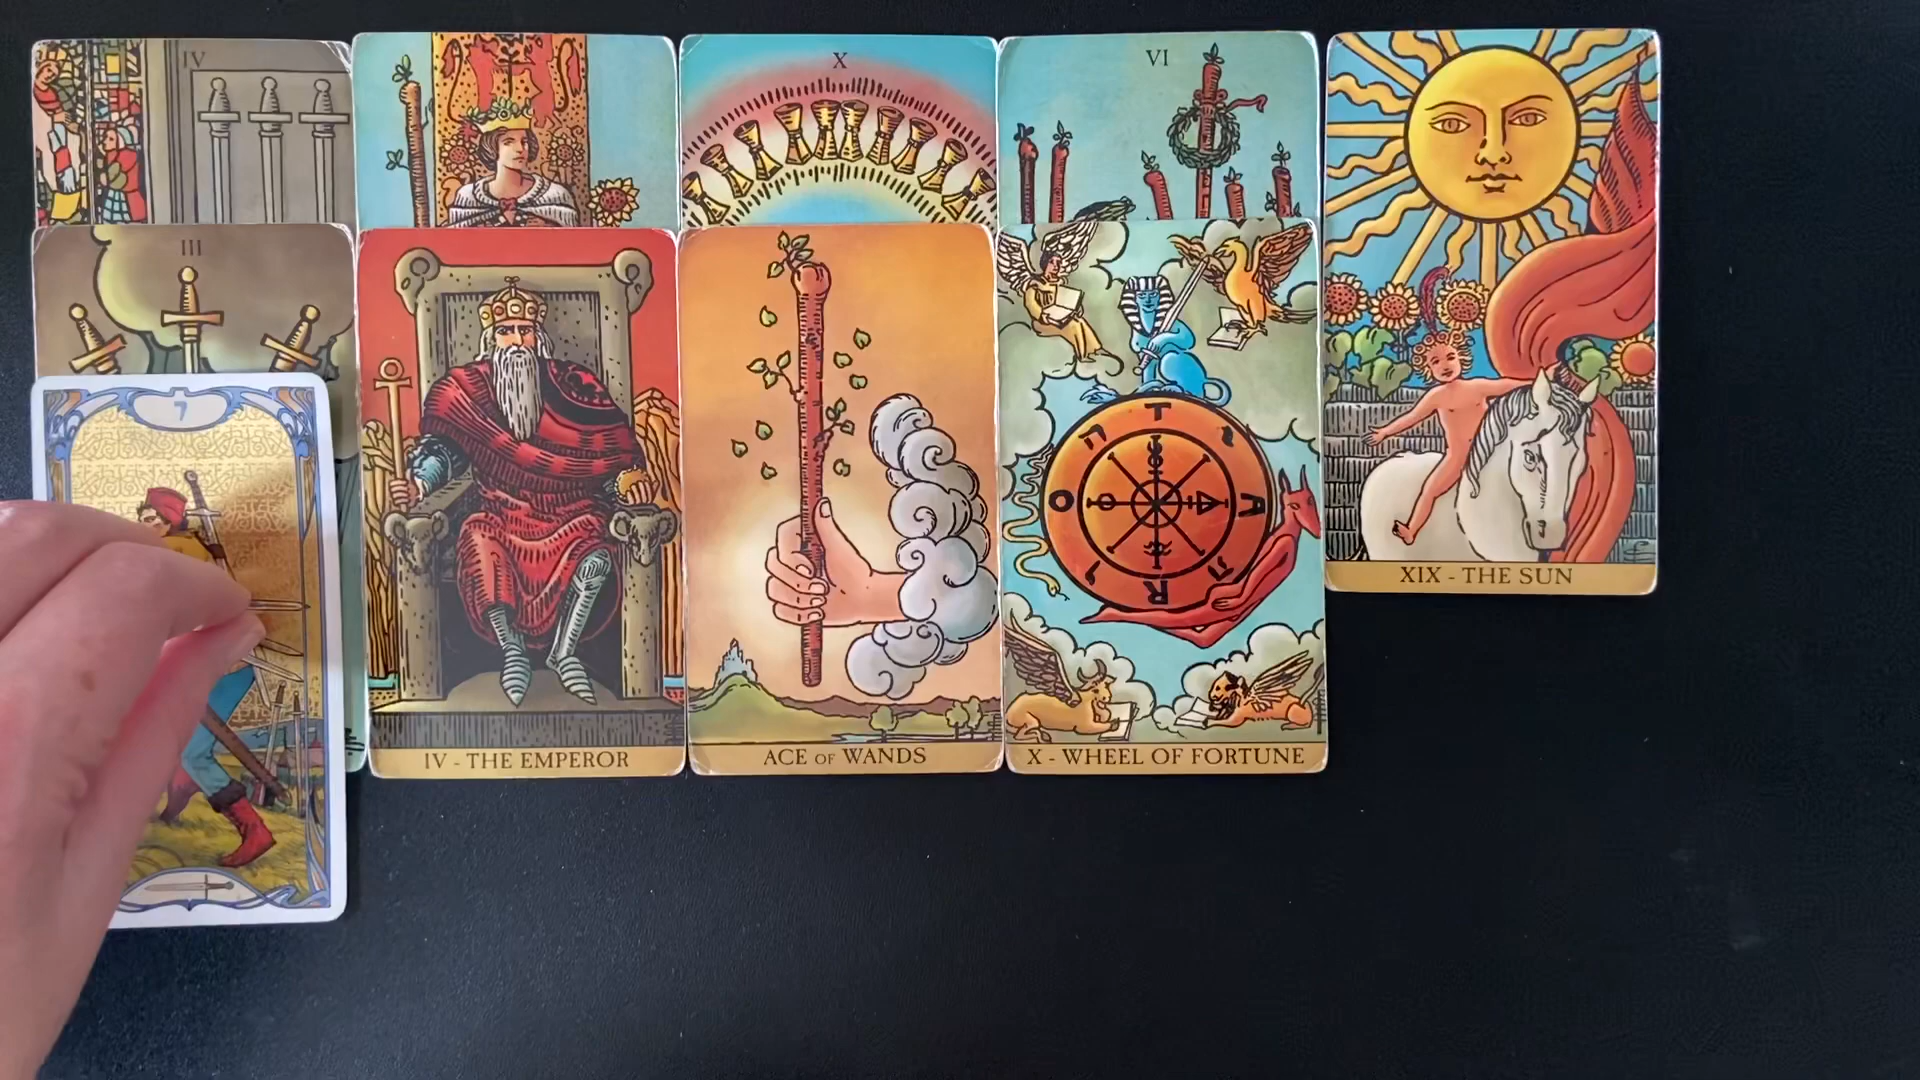 IV
X
VI
XIX - THE SUN
III
IV - THE EMPEROR
ACE OF WANDS
T
A
R
O
X - WHEEL OF FORTUNE
7